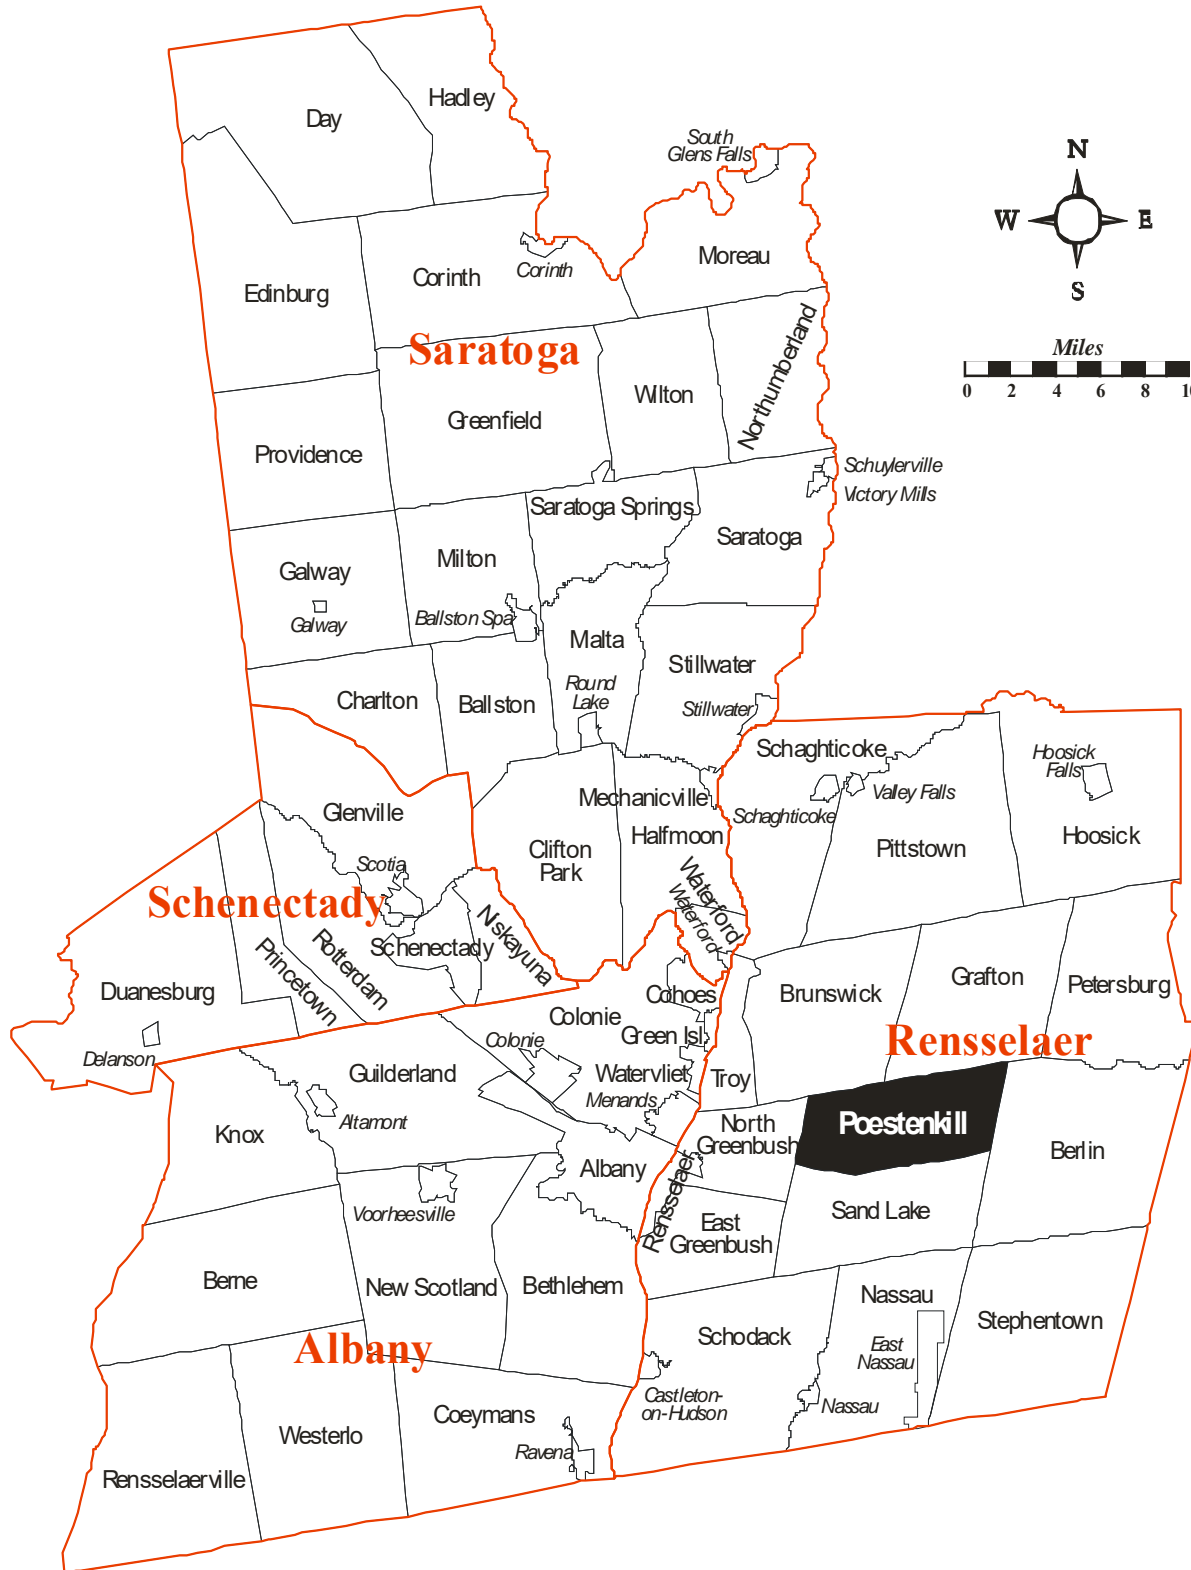 Day
Hadley
South
Glens Falls
N
W
E
S
Moreau
Corinth
Corinth
Edinburg
Saratoga
Miles
0 2 4 6 8 10
Northumberland
Wilton
Greenfield
Providence
Schuylerville
Victory Mills
Saratoga Springs
Saratoga
Milton
Galway
Galway
Ballston Spa
Malta
Stillwater
Round
Lake
Stillwater
Charlton
Ballston
Schaghticoke
Hoosick
Falls
Valley Falls
Schaghticoke
Mechanicville
Halfmoon
Hoosick
Pittstown
Glenville
Clifton
Park
Scotia
Waterford
Waterford
Schenectady
Niskayuna
Schenectady
Rotterdam
Princetown
Duanesburg
Delanson
Cohoes
Colonie
Green Isl.
Colonie
Brunswick
Grafton
Petersburg
Rensselaer
Guilderland
Watervliet
Menands
Troy
Altamont
Knox
North
Greenbush
Poestenkill
Berlin
Albany
Rensselaer
Voorheesville
East
Greenbush
Sand Lake
Berne
New Scotland
Bethlehem
Nassau
Stephentown
Schodack
Albany
East
Nassau
Castleton-
on-Hudson
Nassau
Coeymans
Westerlo
Ravena
Rensselaerville